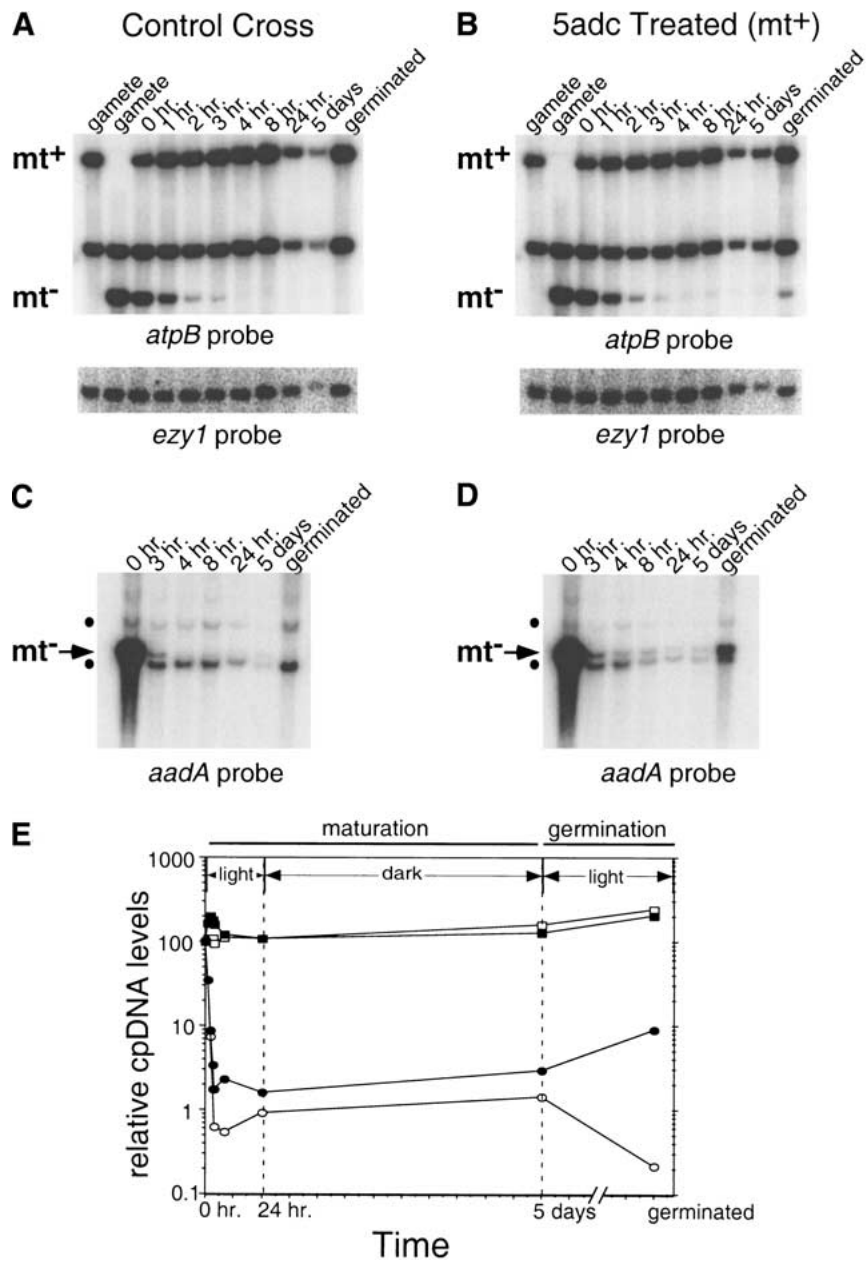 A Control Cross
gamete gamete 0 hr. 1 hr. 2 hr. 3 hr. 4 hr. 8 hr. 24 hr. 5 days germinated
mt+
mt-
atpB probe
ezy1 probe
B 5adc Treated (mt+)
gamete gamete 0 hr. 1 hr. 2 hr. 3 hr. 4 hr. 8 hr. 24 hr. 5 days germinated
mt+
mt-
atpB probe
ezy1 probe
C
0 hr. 3 hr. 4 hr. 8 hr. 24 hr. 5 days germinated
mt-
aadA probe
D
0 hr. 3 hr. 4 hr. 8 hr. 24 hr. 5 days germinated
mt-
aadA probe
E
maturation germination
light dark light
relative cpDNA levels
1000
100
10
1
0.1
0 hr. 24 hr. 5 days germinated
Time